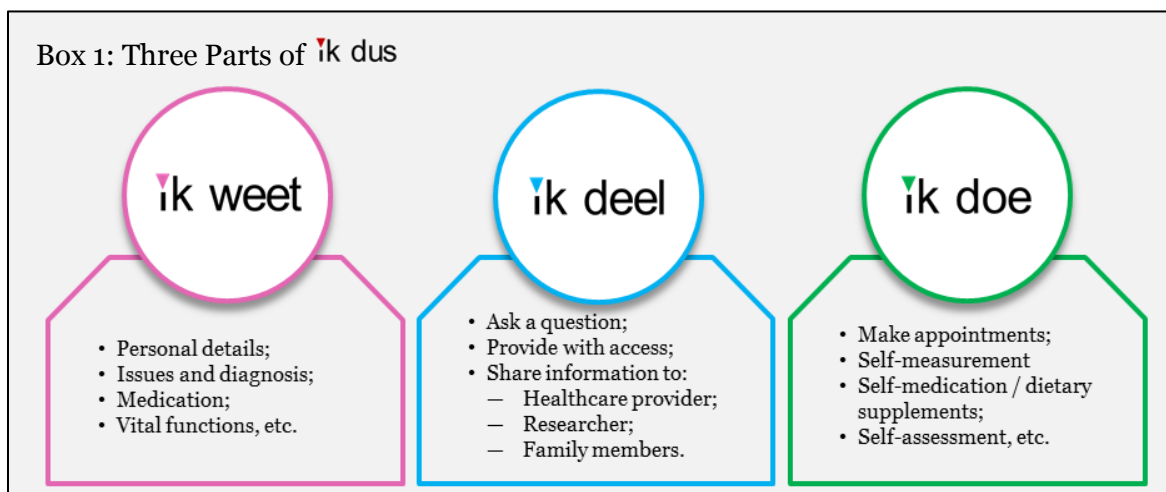 Box 1: Three Parts of ik dus
ik weet
• Personal details;
• Issues and diagnosis;
• Medication;
• Vital functions, etc.
ik deel
• Ask a question;
• Provide with access;
• Share information to:
— Healthcare provider;
— Researcher;
— Family members.
ik doe
• Make appointments;
• Self-measurement
• Self-medication / dietary
supplements;
• Self-assessment, etc.